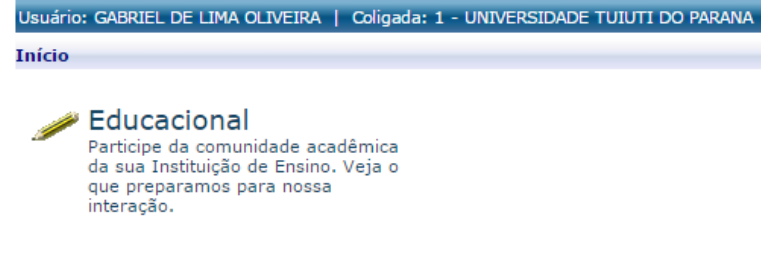 Usuário: GABRIEL DE LIMA OLIVEIRA | Coligada: 1 - UNIVERSIDADE TUIUTI DO PARANA
Início
Educacional
Participe da comunidade acadêmica
da sua Instituição de Ensino. Veja o
que preparamos para nossa
interação.